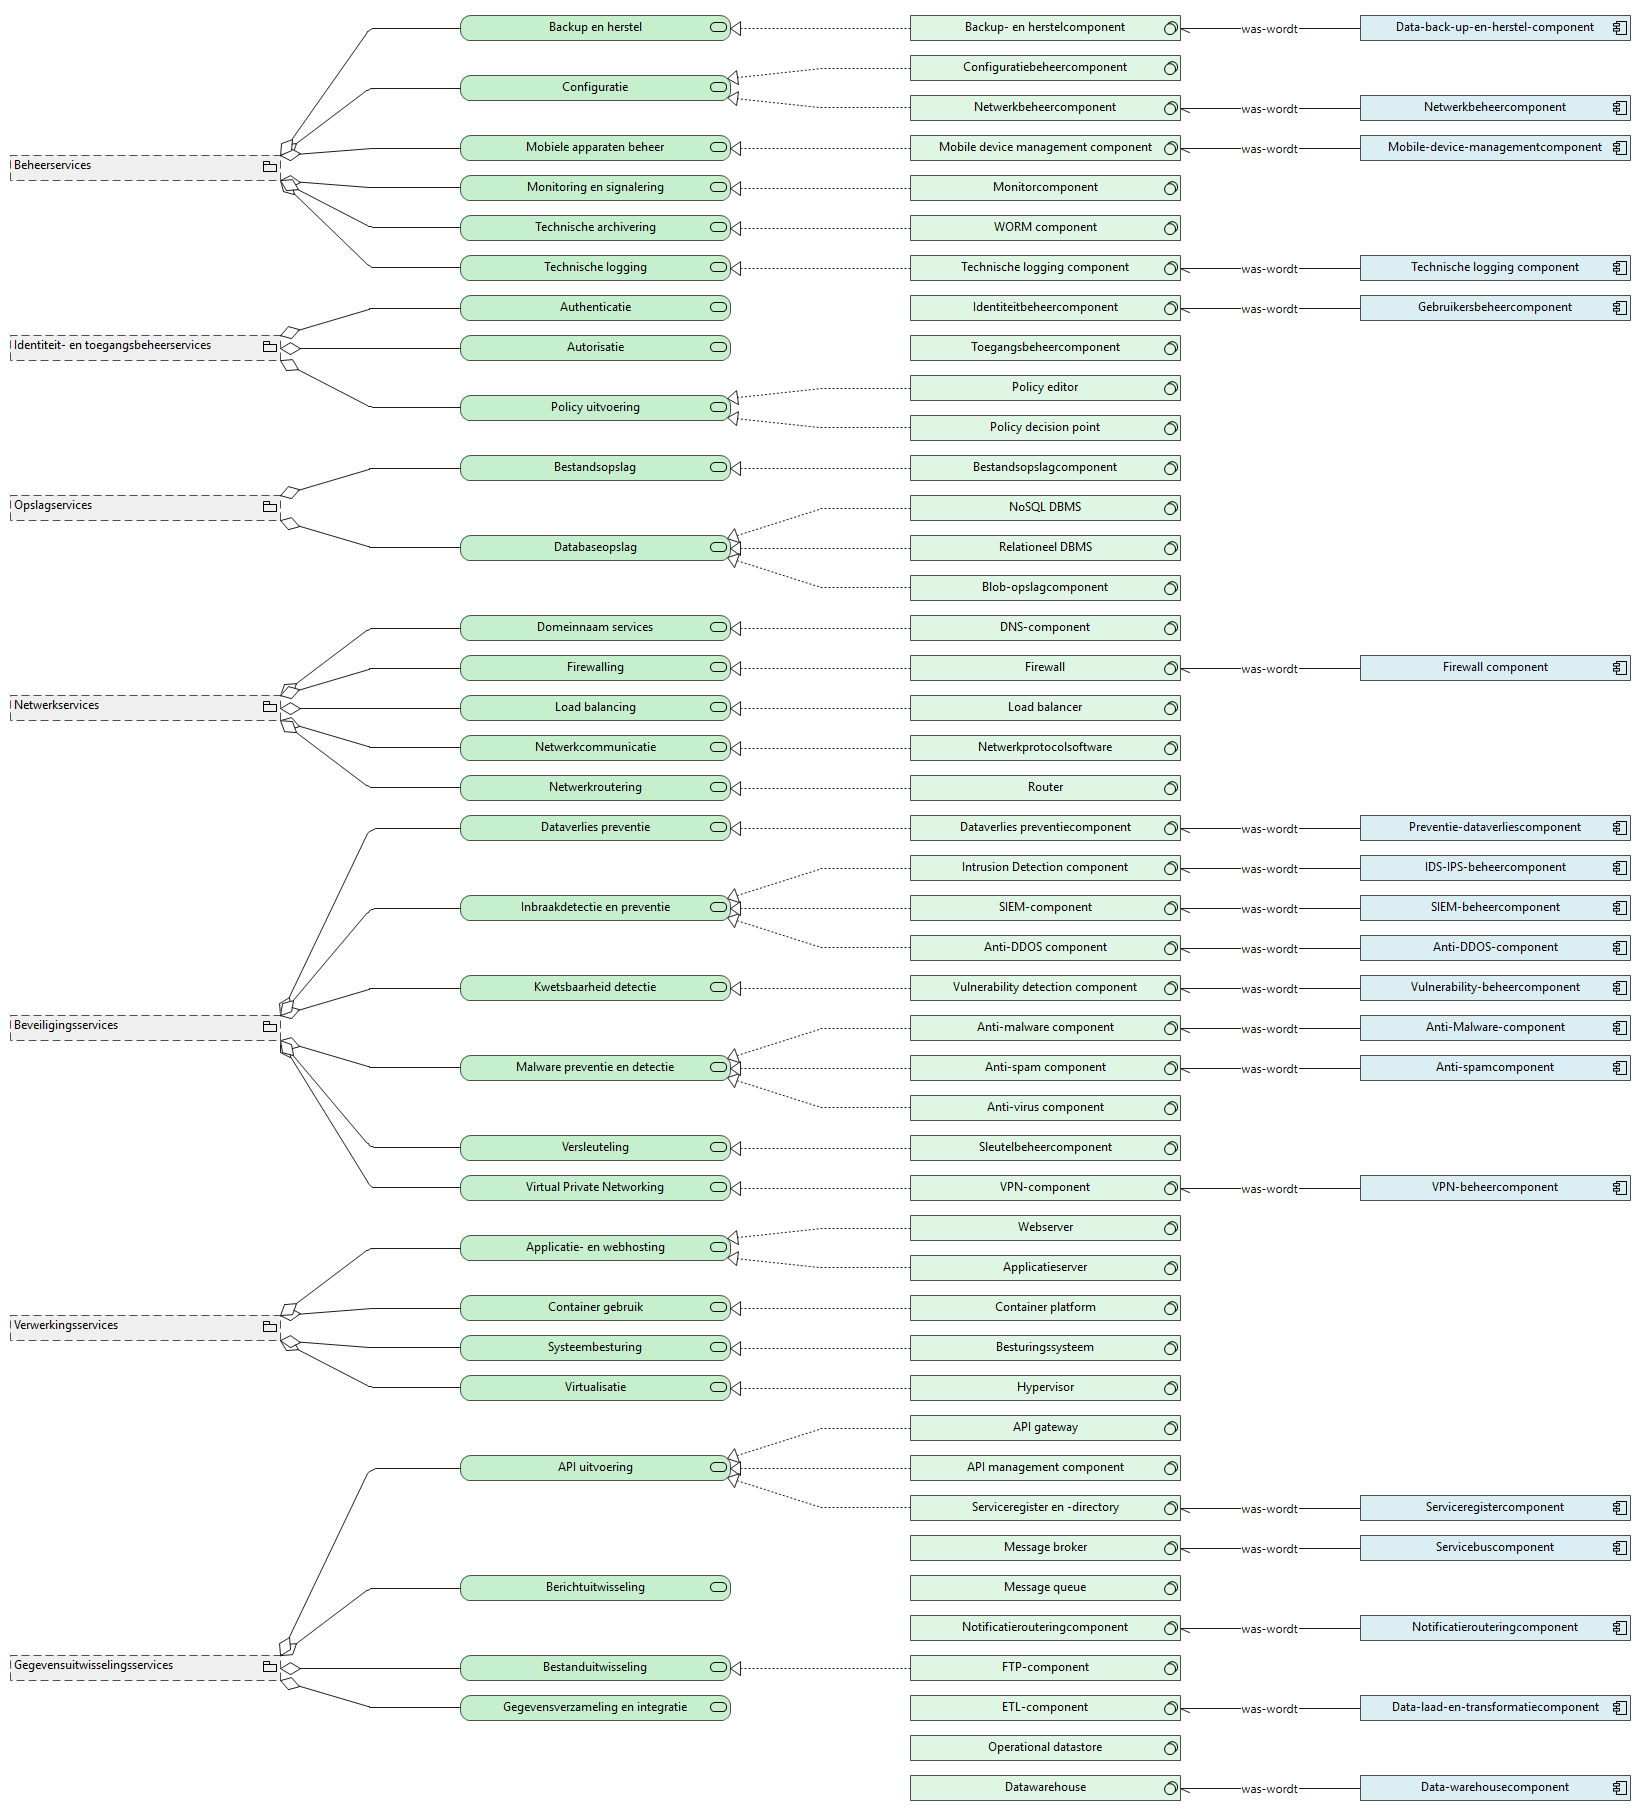 Backup en herstel
Backup- en herstelcomponent
was-wordt
Data-back-up-en-herstel-component
Configuratiebeheercomponent
Configuratie
Netwerkbeheercomponent
was-wordt
Netwerkbeheercomponent
Mobiele apparaten beheer
Mobile device management component
was-wordt
Mobile-device-managementcomponent
Beheerservices
Monitoring en signalering
Monitorcomponent
Technische archivering
WORM component
Technische logging
Technische logging component
was-wordt
Technische logging component
Authenticatie
Identiteitbeheercomponent
was-wordt
Gebruikersbeheercomponent
Identiteit- en toegangsbeheerservices
Autorisatie
Toegangsbeheercomponent
Policy editor
Policy uitvoering
Policy decision point
Bestandsopslag
Bestandsopslagcomponent
Opslagservices
NoSQL DBMS
Databaseopslag
Relationeel DBMS
Blob-opslagcomponent
Domeinnaam services
DNS-component
Firewalling
Firewall
was-wordt
Firewall component
Netwerkservices
Load balancing
Load balancer
Netwerkcommunicatie
Netwerkprotocolsoftware
Netwerkroutering
Router
Dataverlies preventie
Dataverlies preventiecomponent
was-wordt
Preventie-dataverliescomponent
Intrusion Detection component
was-wordt
IDS-IPS-beheercomponent
Inbraakdetectie en preventie
SIEM-component
was-wordt
SIEM-beheercomponent
Anti-DDOS component
was-wordt
Anti-DDOS-component
Kwetsbaarheid detectie
Vulnerability detection component
was-wordt
Vulnerability-beheercomponent
Beveiligingsservices
Anti-malware component
was-wordt
Anti-Malware-component
Malware preventie en detectie
Anti-spam component
was-wordt
Anti-spamcomponent
Anti-virus component
Versleuteling
Sleutelbeheercomponent
Virtual Private Networking
VPN-component
was-wordt
VPN-beheercomponent
Webserver
Applicatie- en webhosting
Applicatieserver
Container gebruik
Container platform
Verwerkingsservices
Systeembesturing
Besturingssysteem
Virtualisatie
Hypervisor
API gateway
API uitvoering
API management component
Serviceregister en -directory
was-wordt
Serviceregistercomponent
Message broker
was-wordt
Servicebuscomponent
Berichtuitwisseling
Message queue
Notificatierouteringcomponent
was-wordt
Notificatierouteringcomponent
Gegevensuitwisselingsservices
Bestanduitwisseling
FTP-component
Gegevensverzameling en integratie
ETL-component
was-wordt
Data-laad-en-transformatiecomponent
Operational datastore
Datawarehouse
was-wordt
Data-warehousecomponent